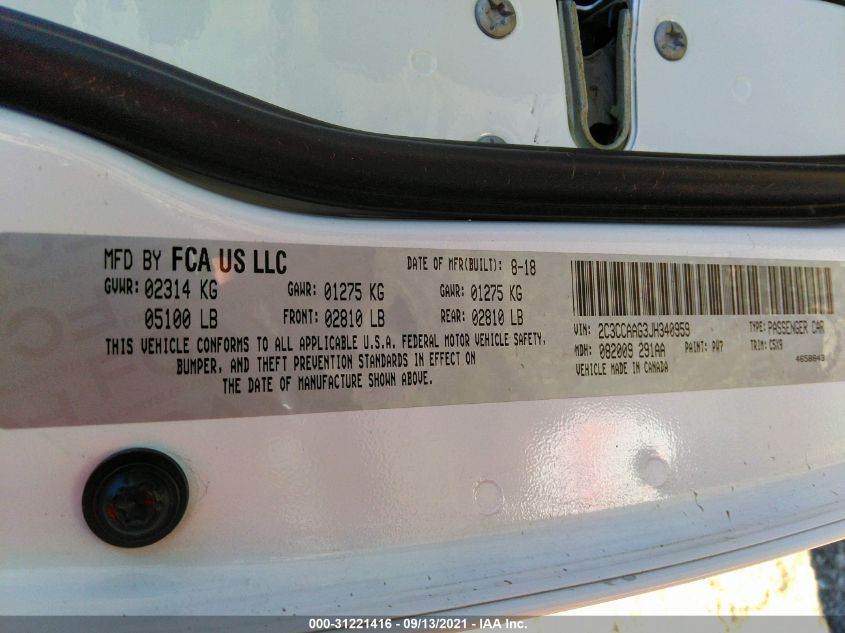 MFD BY FCA US LLC DATE OF MFR(BUILT): 8-18
GVWR: 02314 KG GAWR: 01275 KG GAWR: 01275 KG
05100 LB FRONT: 02810 LB REAR: 02810 LB
THIS VEHICLE CONFORMS TO ALL APPLICABLE U.S.A. FEDERAL MOTOR VEHICLE SAFETY,
BUMPER, AND THEFT PREVENTION STANDARDS IN EFFECT ON
THE DATE OF MANUFACTURE SHOWN ABOVE.
VIN: 2C3CCAAG3JH340959 TYPE: PASSENGER CAR
MDH: 082009 291AA PAINT: PW7 TRIM: C5X9
VEHICLE MADE IN CANADA 4658843
000-31221416 - 09/13/2021 - IAA Inc.